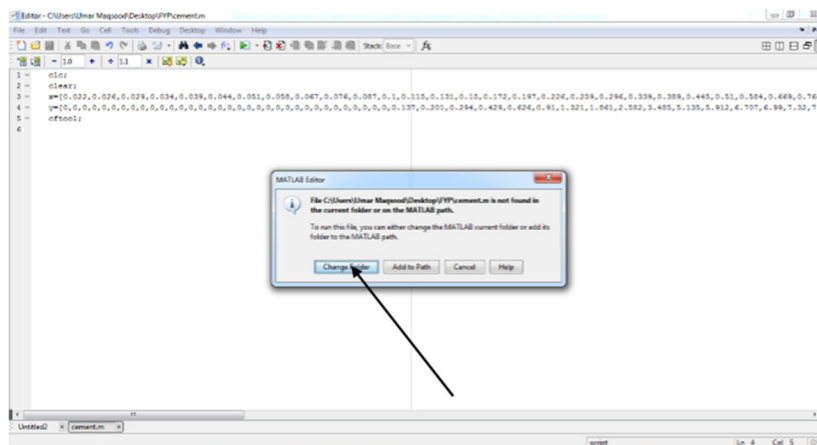 Editor - C:\Users\Umar Maqsood\Desktop\FYP\cement.m
File Edit Text Go Cell Tools Debug Desktop Window Help
Stack: Base fx
- 1.0 + ÷ 1.1 ×
1 - clc;
2 - clear;
3 - x=[0.022,0.026,0.029,0.034,0.039,0.044,0.051,0.058,0.067,0.076,0.087,0.1,0.115,0.131,0.15,0.172,0.197,0.226,0.259,0.296,0.339,0.389,0.445,0.51,0.584,0.669,0.76
4 - y=[0,0,0,0,0,0,0,0,0,0,0,0,0,0,0,0,0,0,0,0,0,0,0,0,0,0,0,0,0,0,0,0,0,0.137,0.201,0.294,0.429,0.626,0.91,1.321,1.861,2.582,3.485,5.135,5.912,6.707,6.99,7.32,7
5 - cftool;
6
MATLAB Editor
File C:\Users\Umar Maqsood\Desktop\FYP\cement.m is not found in
the current folder or on the MATLAB path.
To run this file, you can either change the MATLAB current folder or add its
folder to the MATLAB path.
Change Folder Add to Path Cancel Help
Untitled2 × cement.m ×
script Ln 4 Col 5